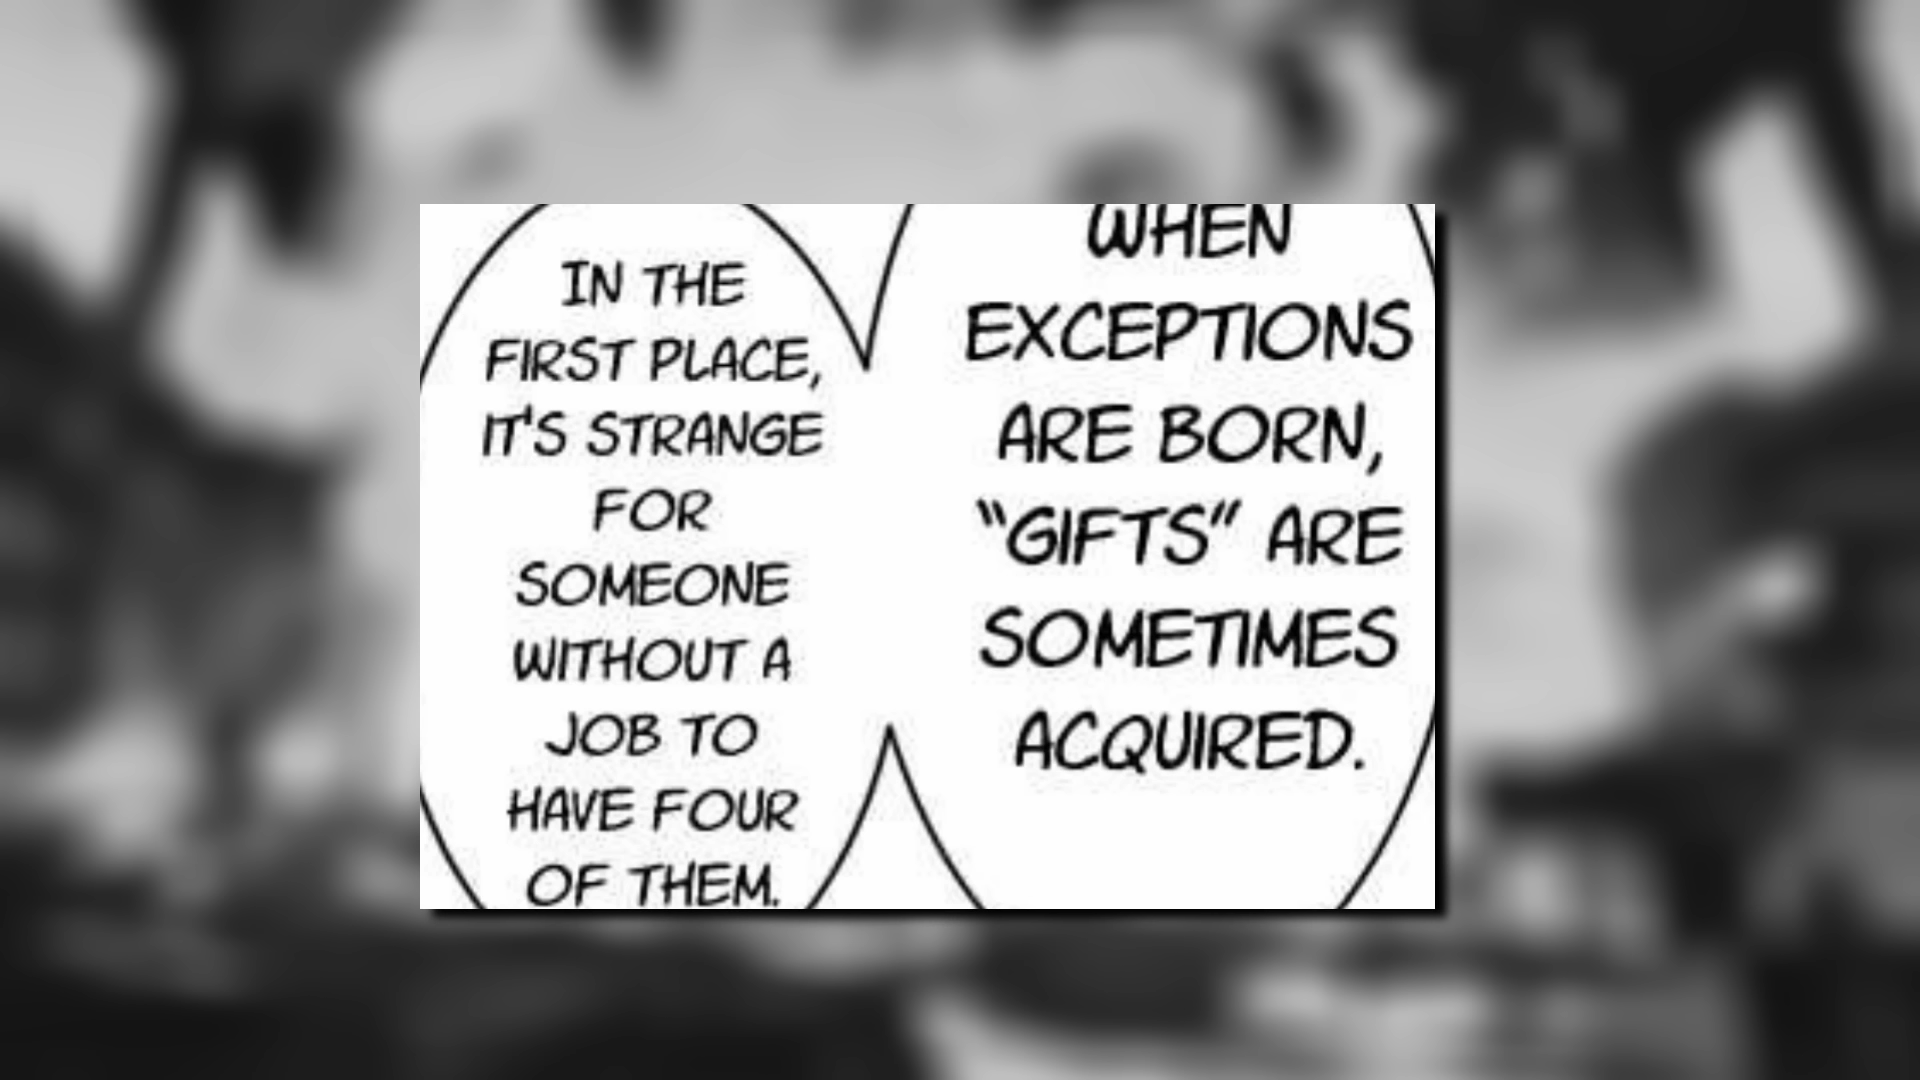 WHEN
EXCEPTIONS
ARE BORN,
“GIFTS” ARE
SOMETIMES
ACQUIRED.
IN THE
FIRST PLACE,
IT'S STRANGE
FOR
SOMEONE
WITHOUT A
JOB TO
HAVE FOUR
OF THEM.